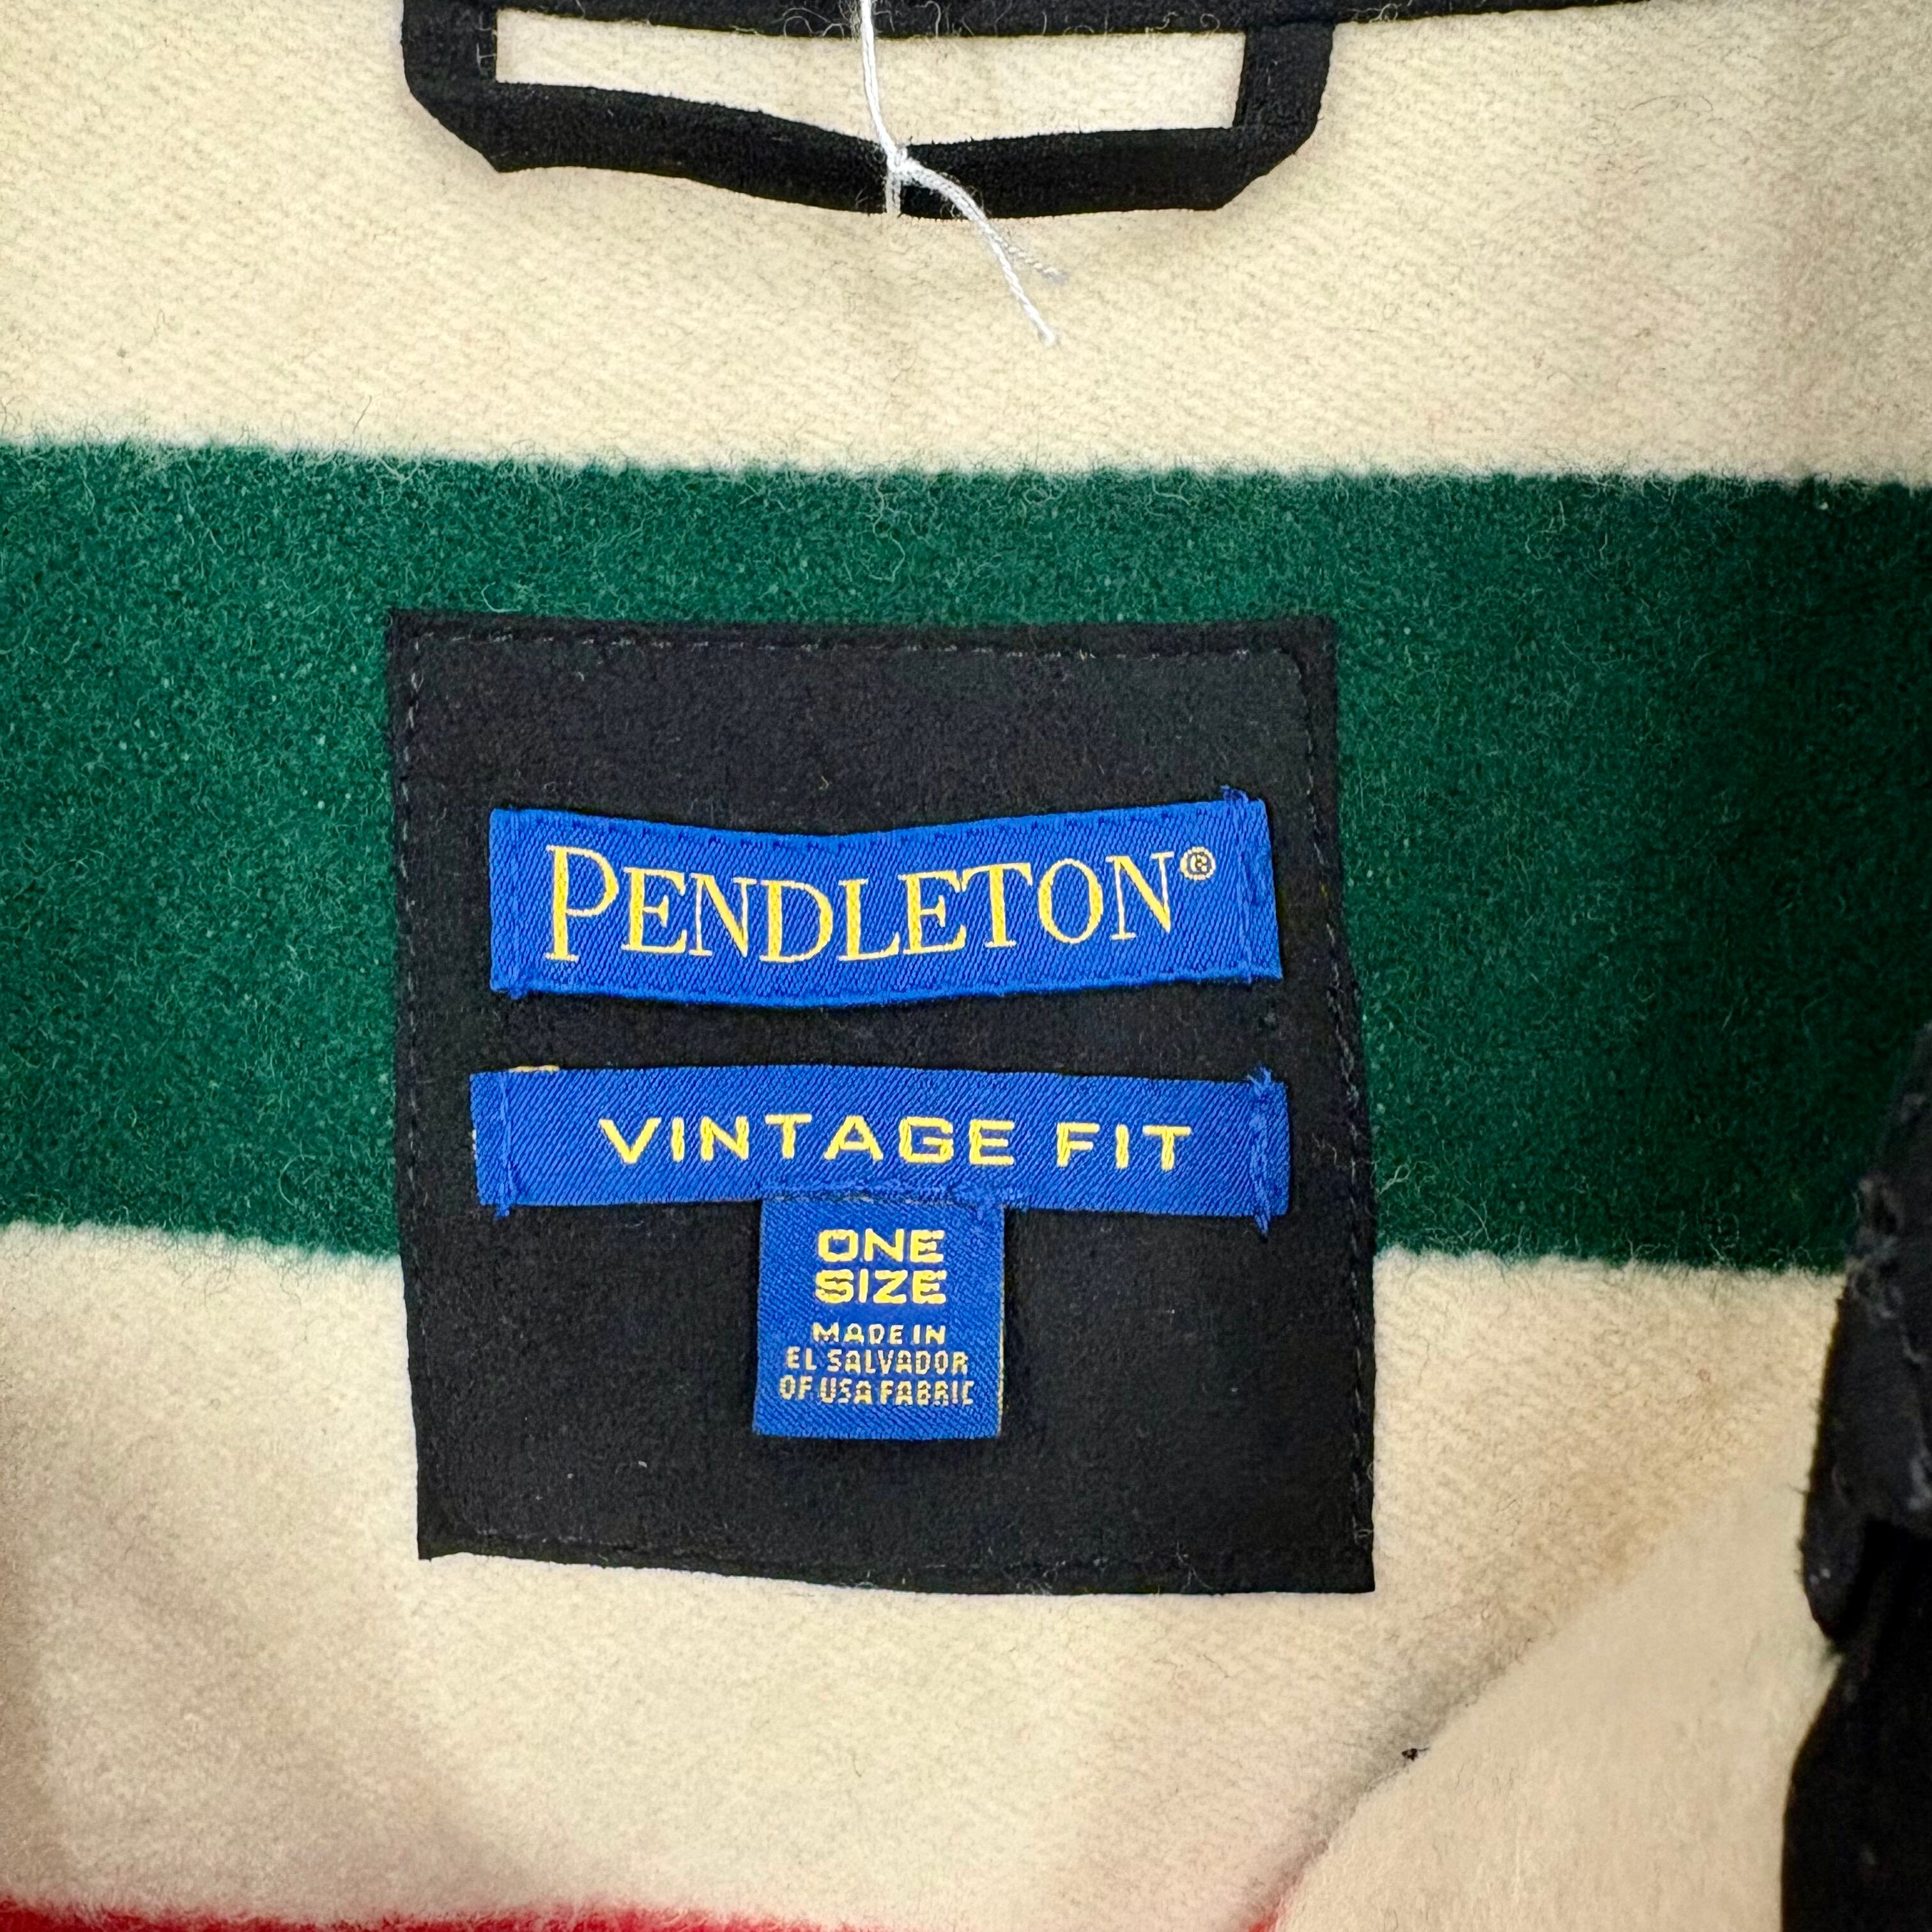 PENDLETON®
VINTAGE FIT
ONE
SIZE
MADE IN
EL SALVADOR
OF USA FABRIC